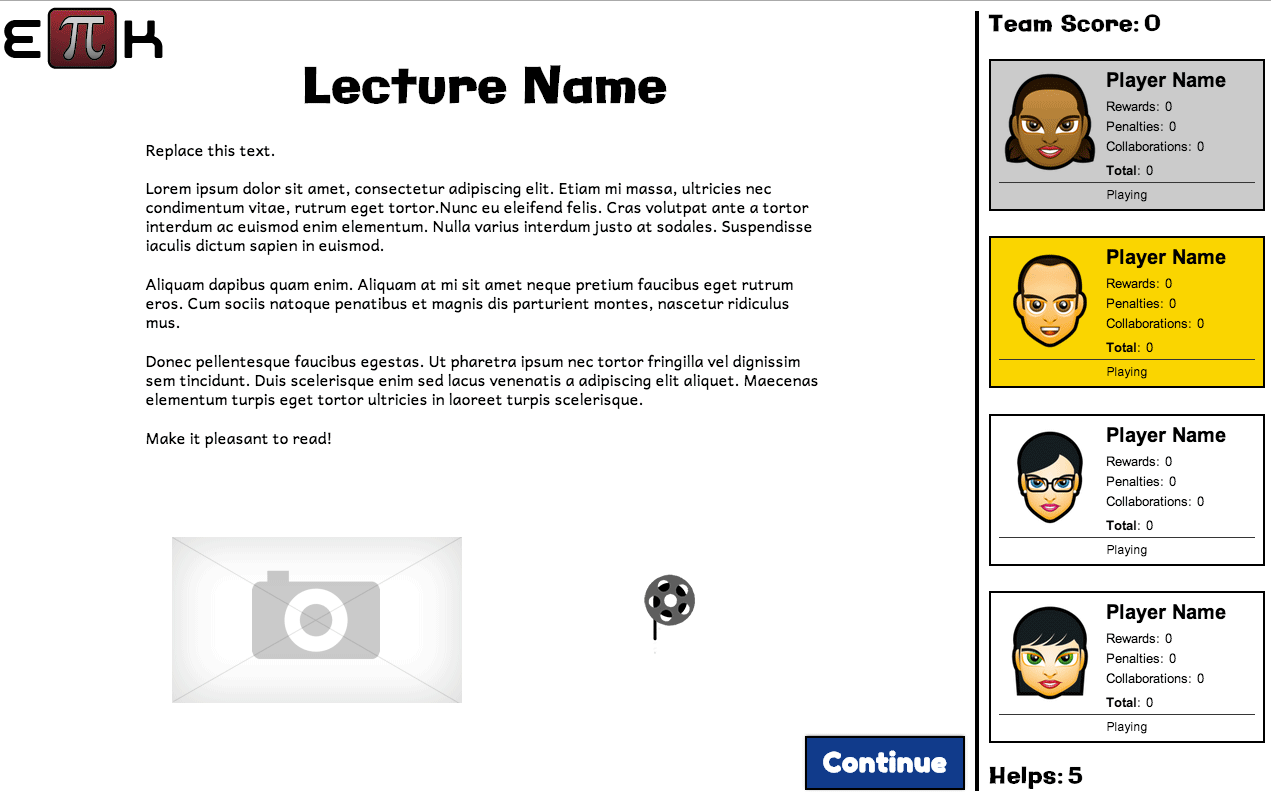 EπK
Lecture Name
Replace this text.
Lorem ipsum dolor sit amet, consectetur adipiscing elit. Etiam mi massa, ultricies nec
condimentum vitae, rutrum eget tortor.Nunc eu eleifend felis. Cras volutpat ante a tortor
interdum ac euismod enim elementum. Nulla varius interdum justo at sodales. Suspendisse
iaculis dictum sapien in euismod.
Aliquam dapibus quam enim. Aliquam at mi sit amet neque pretium faucibus eget rutrum
eros. Cum sociis natoque penatibus et magnis dis parturient montes, nascetur ridiculus
mus.
Donec pellentesque faucibus egestas. Ut pharetra ipsum nec tortor fringilla vel dignissim
sem tincidunt. Duis scelerisque enim sed lacus venenatis a adipiscing elit aliquet. Maecenas
elementum turpis eget tortor ultricies in laoreet turpis scelerisque.
Make it pleasant to read!
Continue
Team Score: 0
Player Name
Rewards: 0
Penalties: 0
Collaborations: 0
Total: 0
Playing
Player Name
Rewards: 0
Penalties: 0
Collaborations: 0
Total: 0
Playing
Player Name
Rewards: 0
Penalties: 0
Collaborations: 0
Total: 0
Playing
Player Name
Rewards: 0
Penalties: 0
Collaborations: 0
Total: 0
Playing
Helps: 5